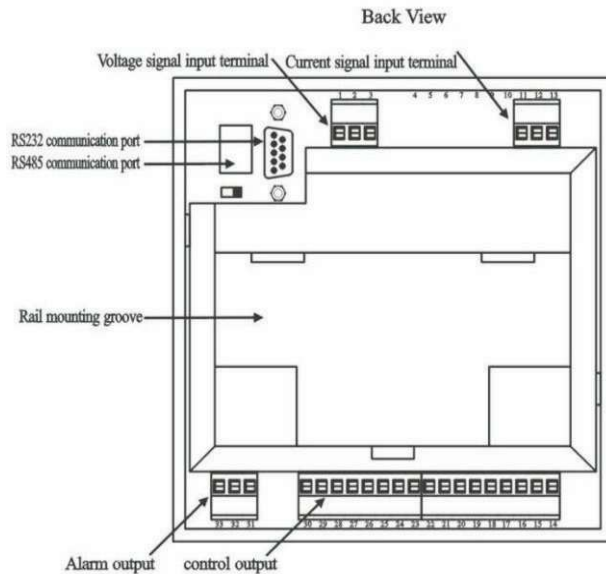 Back View
Voltage signal input terminal
Current signal input terminal
1 2 3 4 5 6 7 8 9 10 11 12 13
RS232 communication port
RS485 communication port
Rail mounting groove
33 32 31 30 29 28 27 26 25 24 23 22 21 20 19 18 17 16 15 14
Alarm output
control output